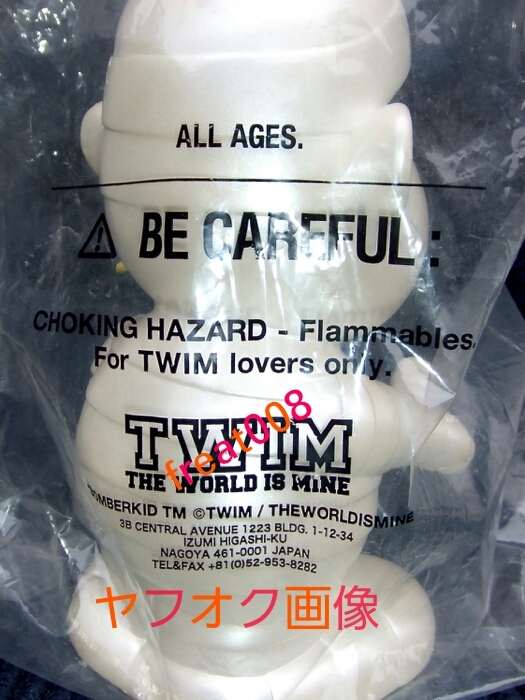 ALL AGES.
⚠ BE CAREFUL :
CHOKING HAZARD - Flammables.
For TWIM lovers only.
TWIM
freat008
THE WORLD IS MINE
BOMBERKID TM ©TWIM / THEWORLDISMINE
3B CENTRAL AVENUE 1223 BLDG. 1-12-34
IZUMI HIGASHI-KU
NAGOYA 461-0001 JAPAN
TEL&FAX +81(0)52-953-8282
ヤフオク画像